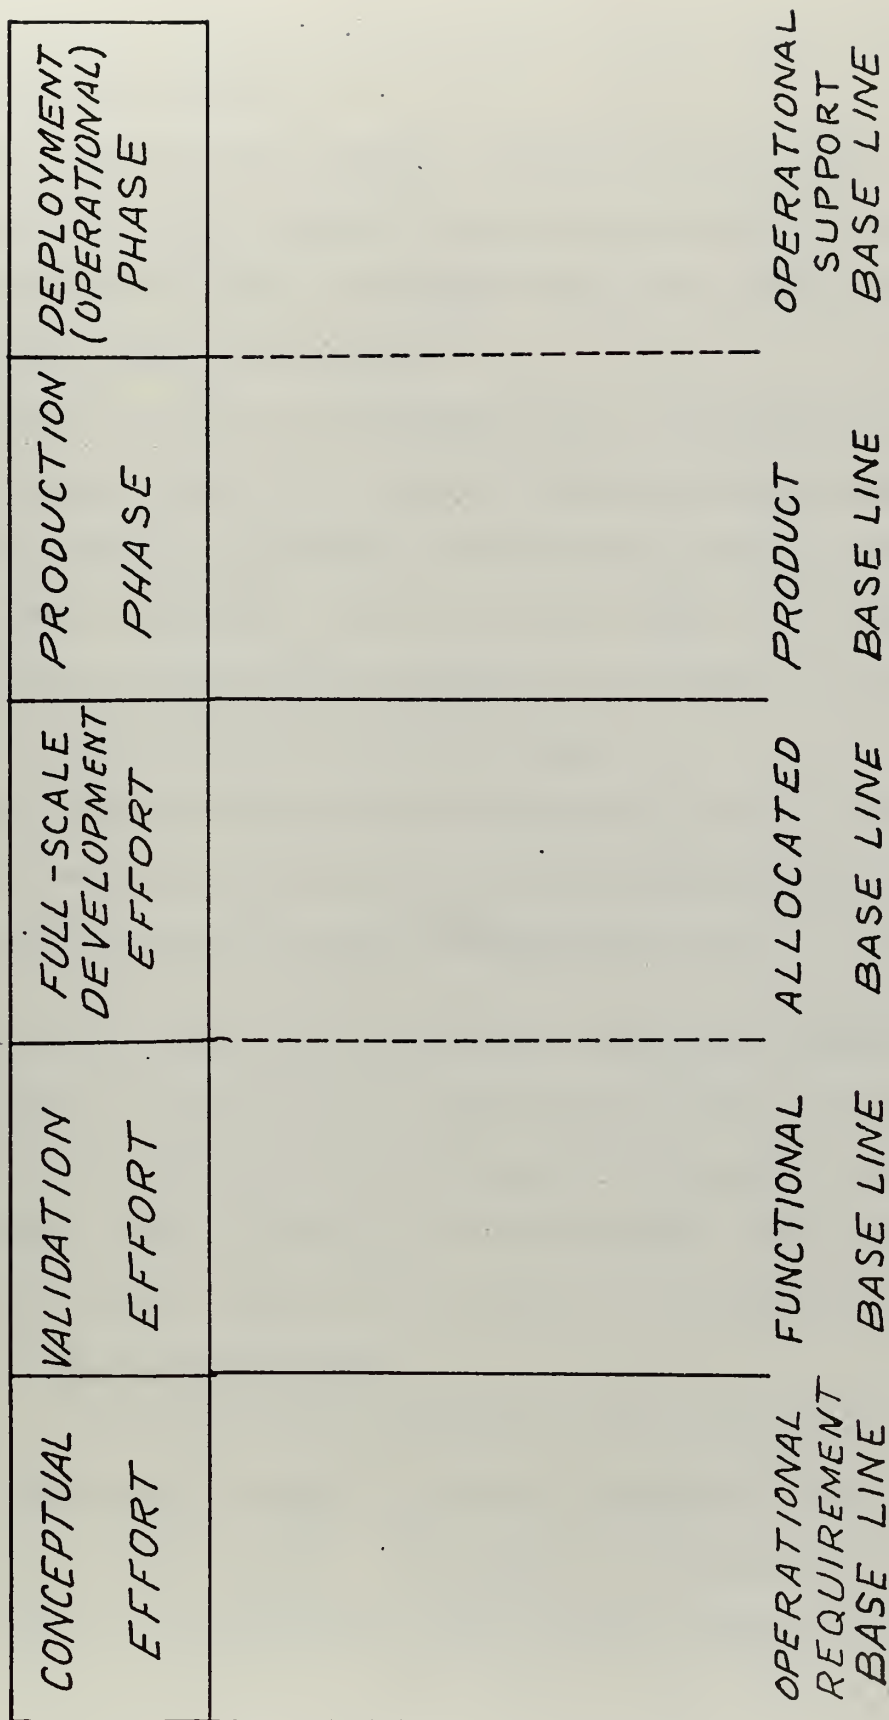 CONCEPTUAL
EFFORT
VALIDATION
EFFORT
FULL-SCALE
DEVELOPMENT
EFFORT
PRODUCTION
PHASE
DEPLOYMENT
(OPERATIONAL)
PHASE
OPERATIONAL
REQUIREMENT
BASE LINE
FUNCTIONAL
BASE LINE
ALLOCATED
BASE LINE
PRODUCT
BASE LINE
OPERATIONAL
SUPPORT
BASE LINE